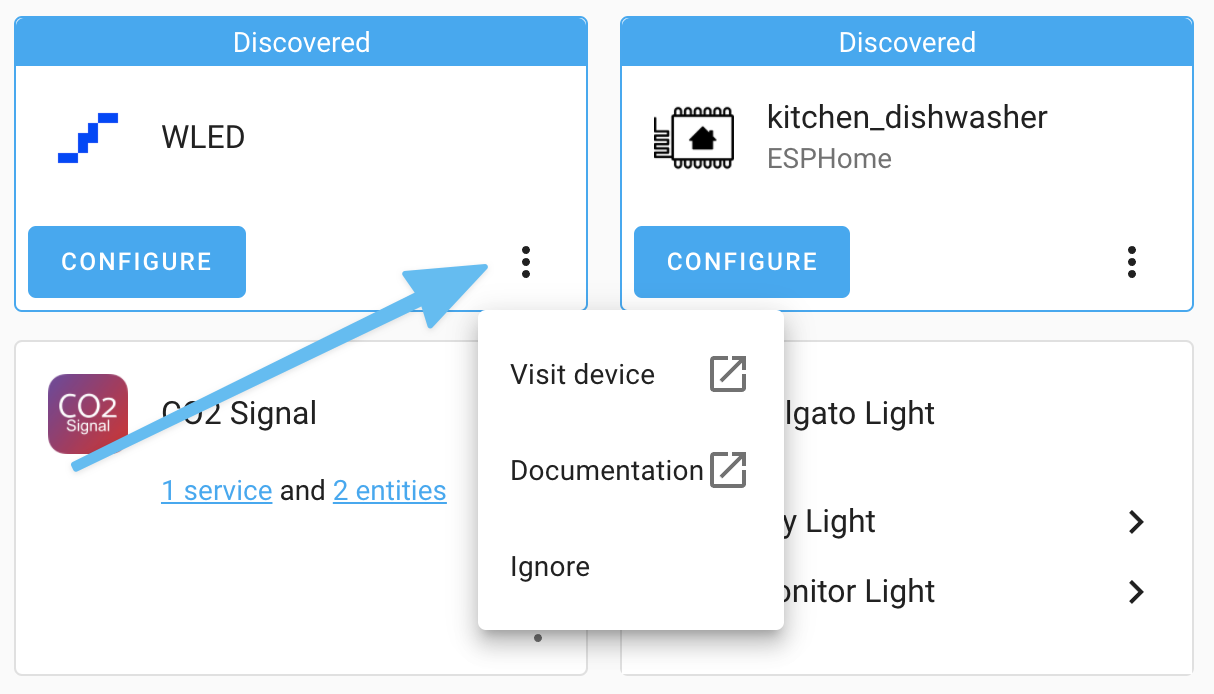 Discovered
WLED
CONFIGURE
Discovered
kitchen_dishwasher
ESPHome
CONFIGURE
CO2
Signal
CO2 Signal
1 service and 2 entities
Visit device
Documentation
Ignore
lgato Light
y Light
onitor Light